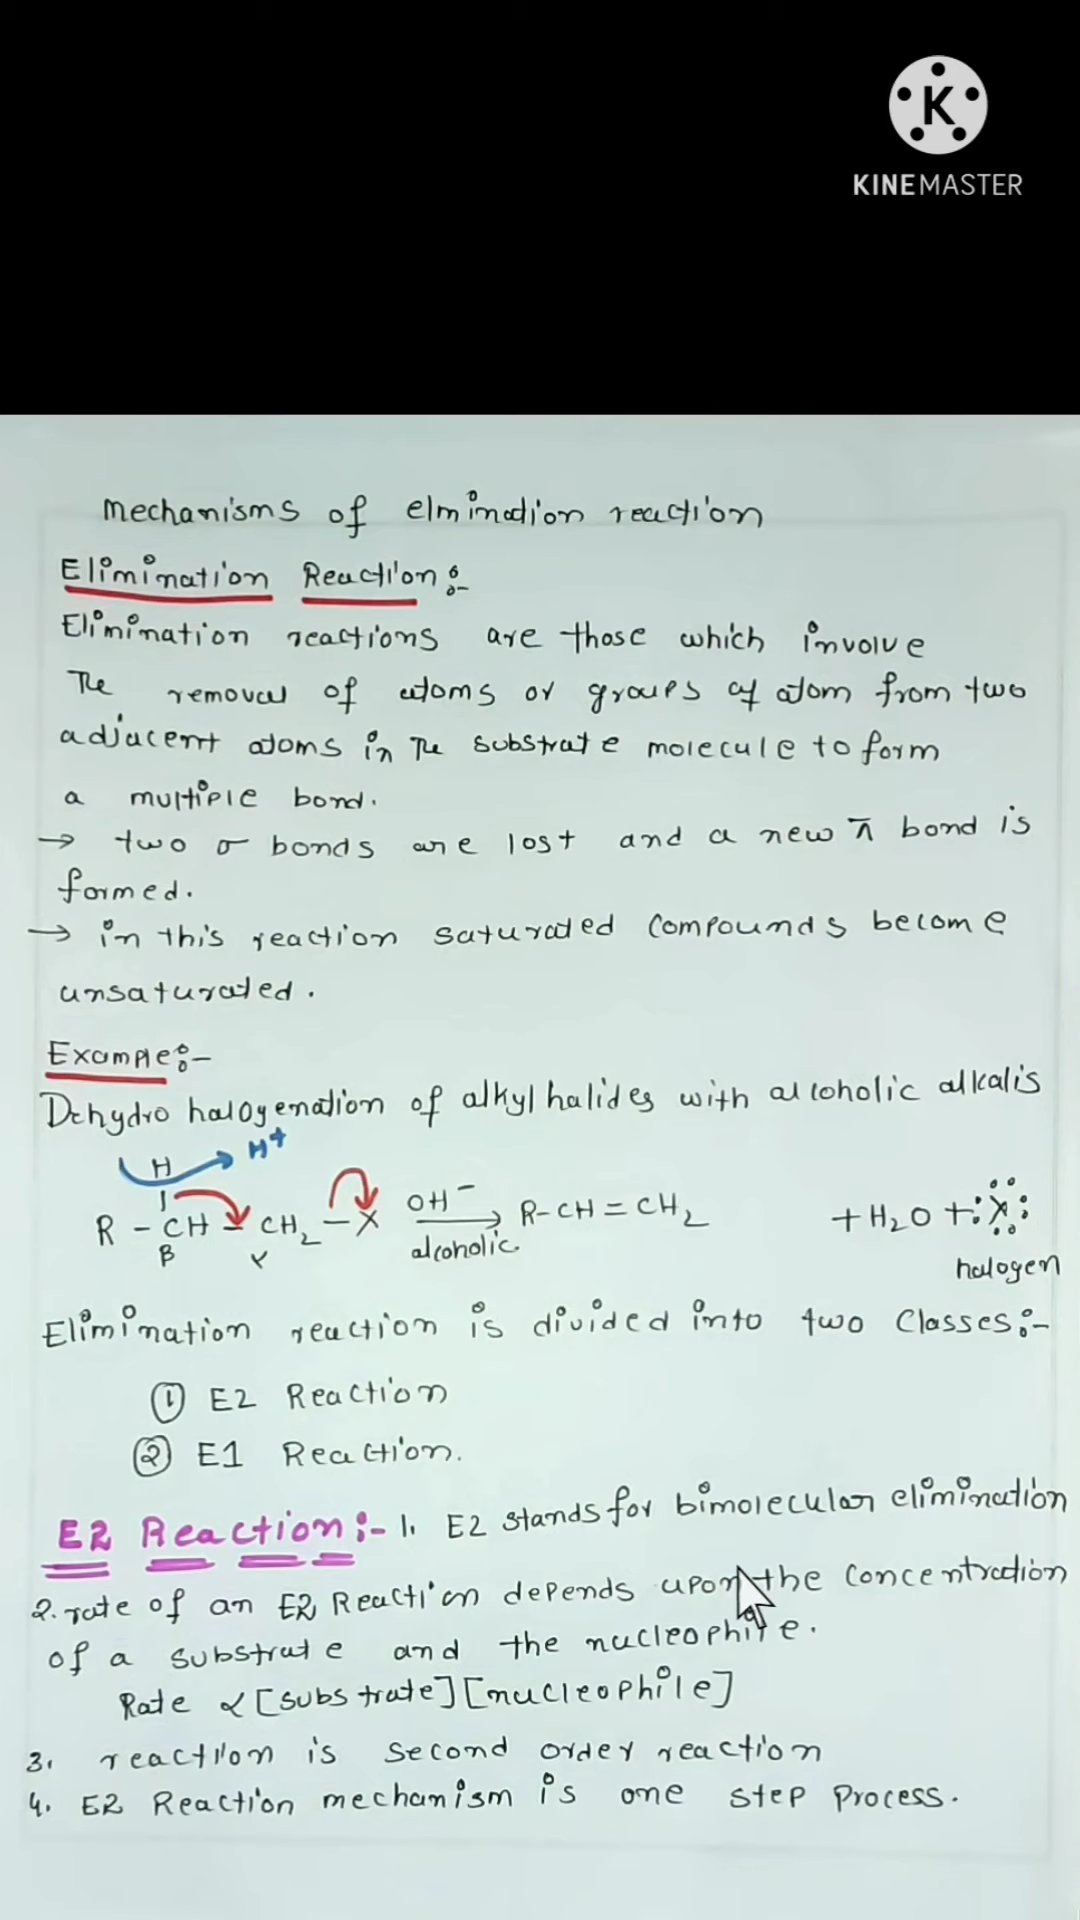 K
KINEMASTER
Mechanisms of elmination reaction
Elimination Reaction :-
Elimination reactions are those which involve
The removal of atoms or groups of atom from two
adjacent atoms in The substrate molecule to form
a multiple bond.
→ two σ bonds are lost and a new π bond is
formed.
→ in this reaction saturated compounds become
unsaturated.
Example:-
Dehydro halogenation of alkyl halides with alcoholic alkalis
H H+
R - CH - CH2 - X OH- → R-CH=CH2 + H2O + :X:
β α alcoholic. halogen
Elimination reaction is divided into two Classes:-
① E2 Reaction
② E1 Reaction.
E2 Reaction:- 1. E2 stands for bimolecular elimination
2. rate of an E2 Reaction depends upon the concentration
of a substrate and the nucleophile.
Rate ∝ [substrate][nucleophile]
3. reaction is second order reaction
4. E2 Reaction mechanism is one step process.